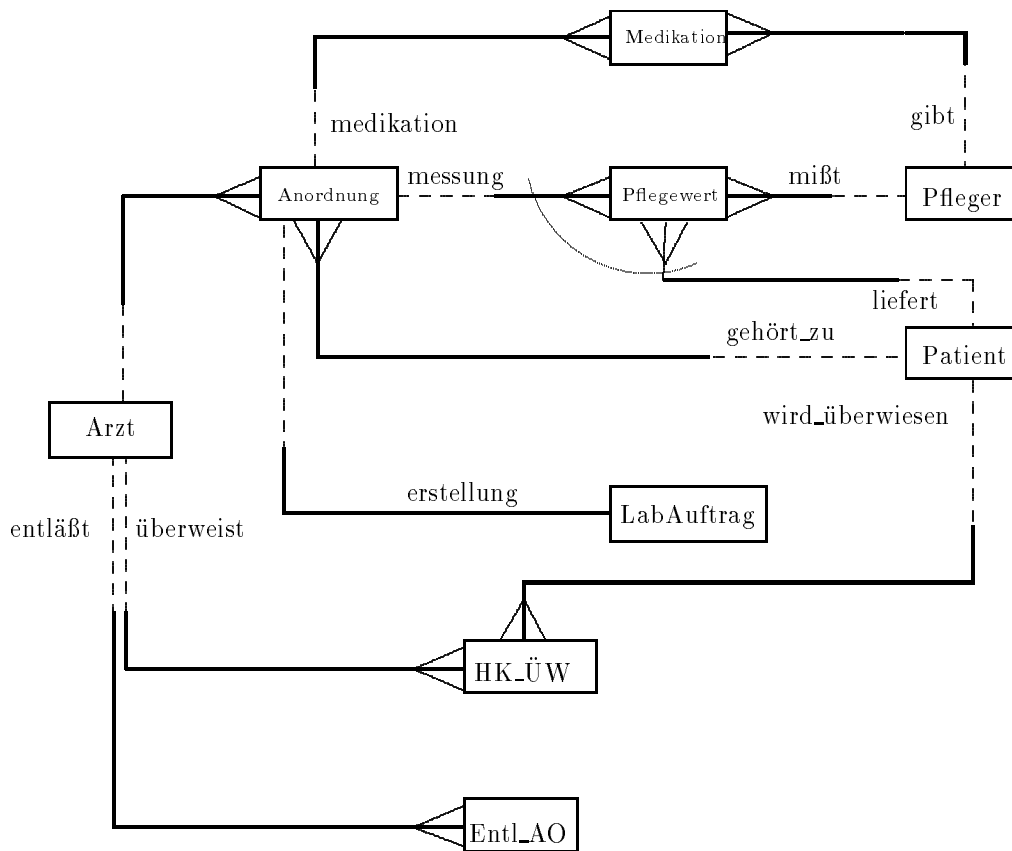 Medikation
gibt
medikation
Anordnung
messung
Pflegewert
mißt
Pfleger
liefert
gehört_zu
Patient
wird_überwiesen
Arzt
erstellung
LabAuftrag
entläßt
überweist
HK_ÜW
Entl_AO